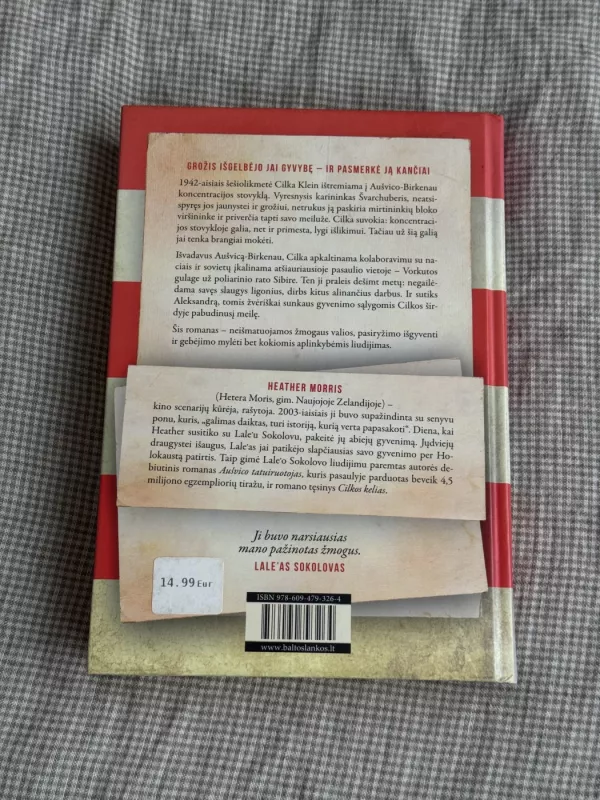 GROŽIS IŠGELBĖJO JAI GYVYBĘ – IR PASMERKĖ JĄ KANČIAI
1942-aisiais šešiolikmetė Cilka Klein ištremiama į Aušvico-Birkenau
koncentracijos stovyklą. Vyresnysis karininkas Švarchuberis, neatsi-
spyręs jos jaunystei ir grožiui, netrukus ją paskiria mirtininkių bloko
viršininke ir priverčia tapti savo meiluže. Cilka suvokia: koncentraci-
jos stovykloje galia, net ir primesta, lygi išlikimui. Tačiau už šią galią
jai tenka brangiai mokėti.
Išvadavus Aušvicą-Birkenau, Cilka apkaltinama kolaboravimu su na-
ciais ir sovietų įkalinama atšiauriausioje pasaulio vietoje – Vorkutos
gulage už poliarinio rato Sibire. Ten ji praleis dešimt metų: negailė-
dama savęs slaugys ligonius, dirbs kitus alinančius darbus. Ir sutiks
Aleksandrą, tomis žvėriškai sunkaus gyvenimo sąlygomis Cilkos šir-
dyje pabudinusį meilę.
Šis romanas – neišmatuojamos žmogaus valios, pasiryžimo išgyventi
ir gebėjimo mylėti bet kokiomis aplinkybėmis liudijimas.
HEATHER MORRIS
(Hetera Moris, gim. Naujojoje Zelandijoje) –
kino scenarijų kūrėja, rašytoja. 2003-iaisiais ji buvo supažindinta su senyvu
ponu, kuris, „galimas daiktas, turi istoriją, kurią verta papasakoti“. Diena, kai
Heather susitiko su Lale'u Sokolovu, pakeitė jų abiejų gyvenimą. Jųdviejų
draugystei išaugus, Lale'as jai patikėjo slapčiausias savo gyvenimo per Ho-
lokaustą patirtis. Taip gimė Lale'o Sokolovo liudijimu paremtas autorės de-
biutinis romanas Aušvico tatuiruotojas, kuris pasaulyje parduotas beveik 4,5
milijono egzempliorių tiražu, ir romano tęsinys Cilkos kelias.
Ji buvo narsiausias
mano pažinotas žmogus.
LALE'AS SOKOLOVAS
14.99 Eur
ISBN 978-609-479-326-4
www.baltoslankos.lt